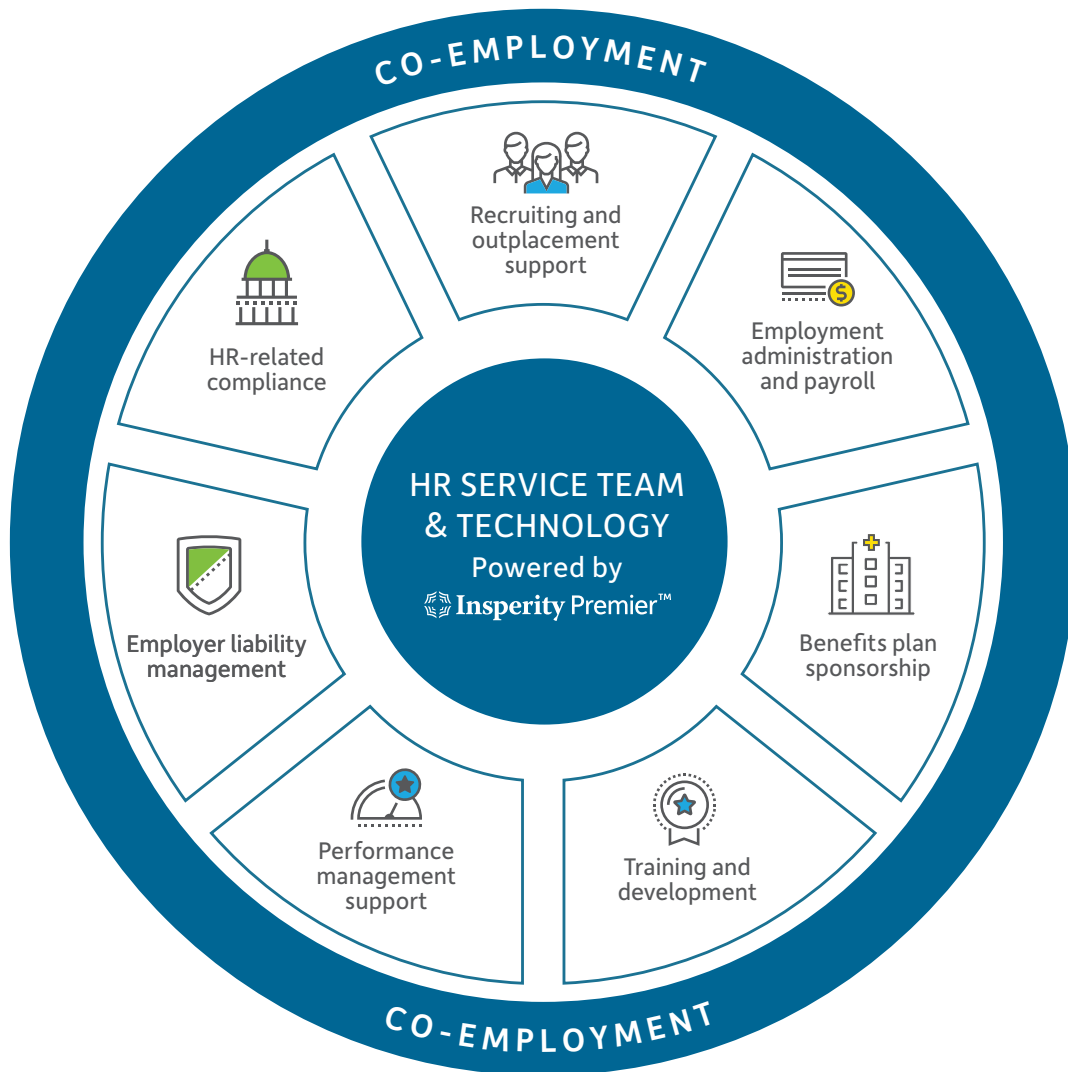 CO-EMPLOYMENT
Recruiting and
outplacement
support
$
Employment
administration
and payroll
Benefits plan
sponsorship
Training and
development
Performance
management
support
Employer liability
management
HR-related
compliance
HR SERVICE TEAM
& TECHNOLOGY
Powered by
Insperity Premier™
CO-EMPLOYMENT